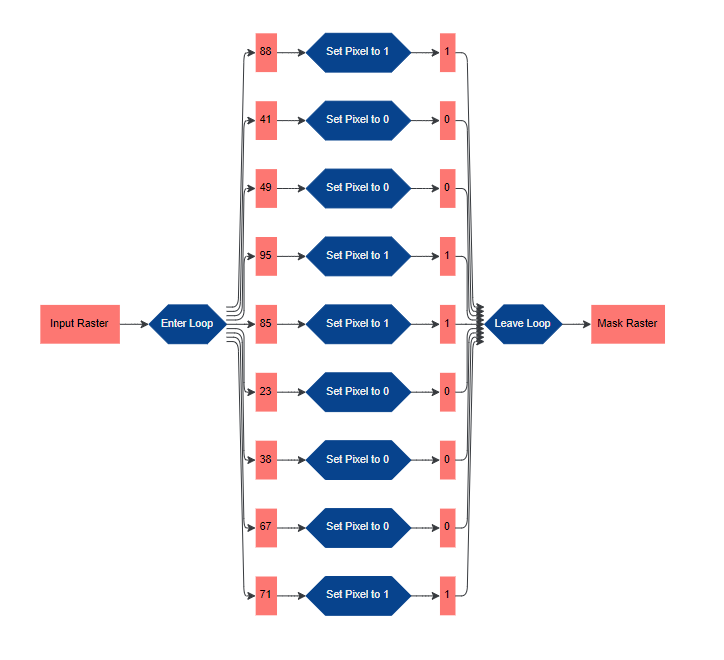 88 Set Pixel to 1 1
41 Set Pixel to 0 0
49 Set Pixel to 0 0
95 Set Pixel to 1 1
Input Raster Enter Loop 85 Set Pixel to 1 1 Leave Loop Mask Raster
23 Set Pixel to 0 0
38 Set Pixel to 0 0
67 Set Pixel to 0 0
71 Set Pixel to 1 1